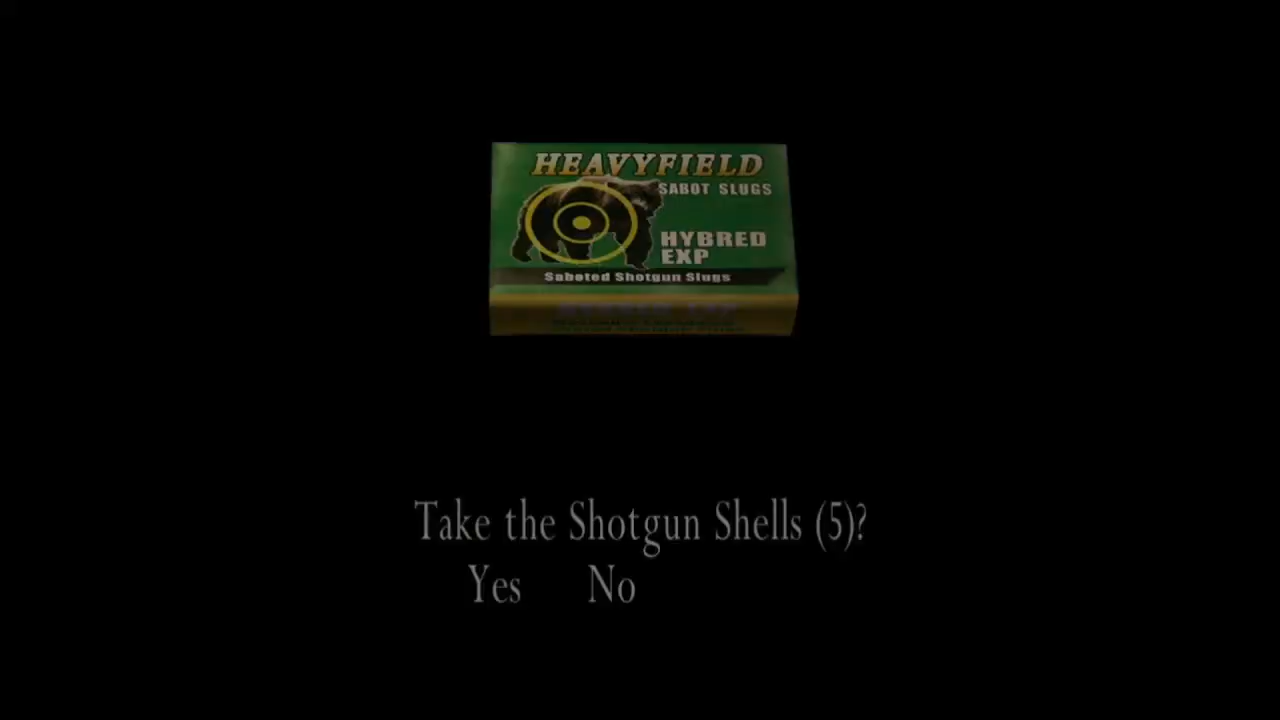 HEAVYFIELD
SABOT SLUGS
HYBRED
EXP
Saboted Shotgun Slugs
Take the Shotgun Shells (5)?
Yes No